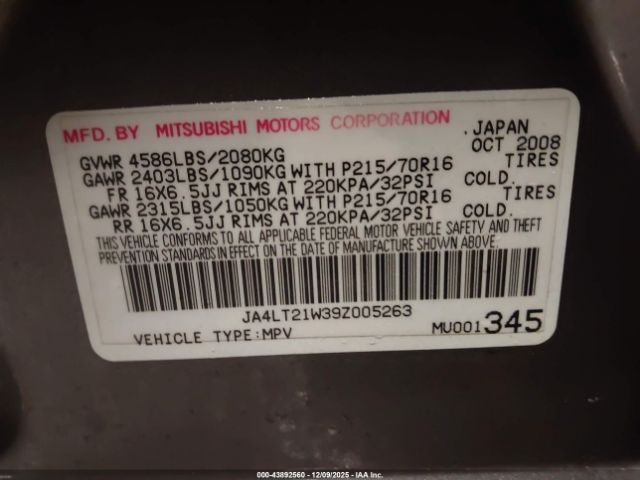 MFD. BY MITSUBISHI MOTORS CORPORATION , JAPAN
GVWR 4586LBS/2080KG OCT 2008
GAWR 2403LBS/1090KG WITH P215/70R16 TIRES
FR 16X6.5JJ RIMS AT 220KPA/32PSI COLD.
GAWR 2315LBS/1050KG WITH P215/70R16 TIRES
RR 16X6.5JJ RIMS AT 220KPA/32PSI COLD.
THIS VEHICLE CONFORMS TO ALL APPLICABLE FEDERAL MOTOR VEHICLE SAFETY AND THEFT
PREVENTION STANDARDS IN EFFECT ON THE DATE OF MANUFACTURE SHOWN ABOVE.
JA4LT21W39Z005263
VEHICLE TYPE:MPV MU001345
000-43892560 - 12/09/2025 - IAA Inc.